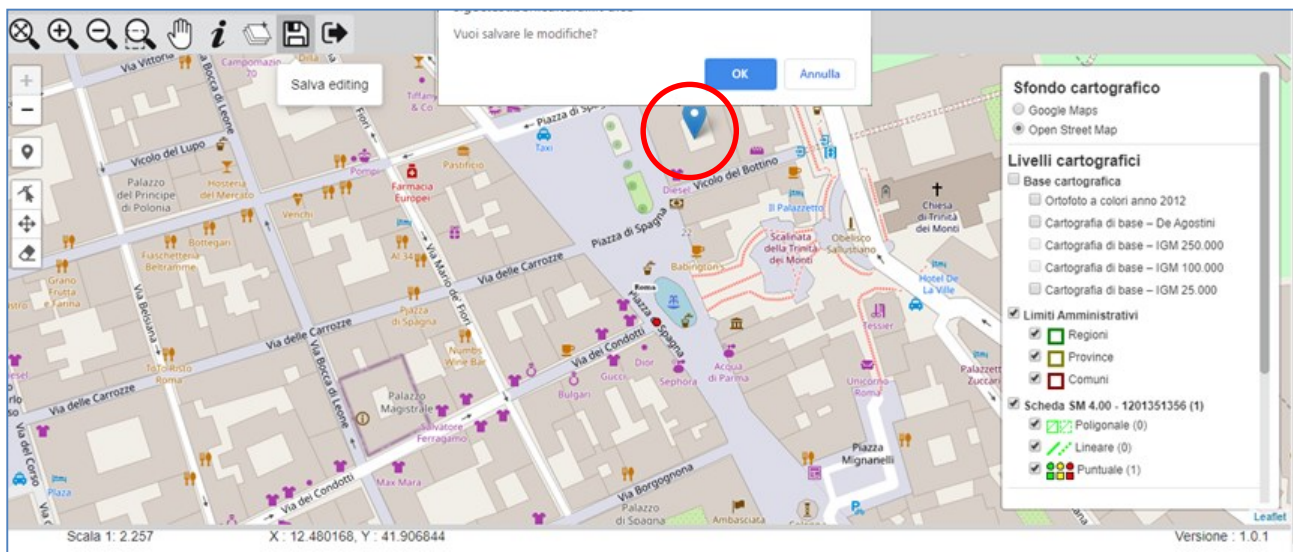 Vuoi salvare le modifiche?
OK
Annulla
Salva editing
Sfondo cartografico
Google Maps
Open Street Map
Livelli cartografici
Base cartografica
Ortofoto a colori anno 2012
Cartografia di base – De Agostini
Cartografia di base – IGM 250.000
Cartografia di base – IGM 100.000
Cartografia di base – IGM 25.000
Limiti Amministrativi
Regioni
Province
Comuni
Scheda SM 4.00 - 1201351356 (1)
Poligonale (0)
Lineare (0)
Puntuale (1)
Via Vittoria
Campomarzio
70
Via Bocca di Leone
Tiffany
& Co
Piazza di Spagna
Taxi
Vicolo del Lupo
Palazzo
del Principe
di Polonia
Hosteria
del Mercato
Pompi
Pastificio
Farmacia
Europei
Venchi
Diesel
Vicolo del Bottino
Il Palazzetto
Chiesa
di Trinità
dei Monti
Bottegari
Fiaschetteria
Beltramme
Al 34
Piazza di Spagna
22
Scalinata
della Trinità
dei Monti
Obelisco
Sallustiano
Babington's
Hotel De
La Ville
Grano
Frutta
e Farina
Via delle Carrozze
Via Mario de' Fiori
Roma
Piazza
di Spagna
Piazza di Spagna
Tessier
Via Belsiana
Via delle Carrozze
Via dei Condotti
Numbs
Wine Bar
ToTo Risto
Roma
Via Bocca di Leone
Dior
Gucci
Sephora
Acqua
di Parma
Bulgari
Unicorno
Roma
Palazzett
Zuccari
Via delle Carrozze
Palazzo
Magistrale
Salvatore
Ferragamo
Via del Corso
Piazza
Mignanelli
Plaza
Max Mara
Via dei Condotti
Via Borgognona
Palazzo
di Spagna
Ambasciata
Leaflet
Scala 1: 2.257
X : 12.480168, Y : 41.906844
Versione : 1.0.1